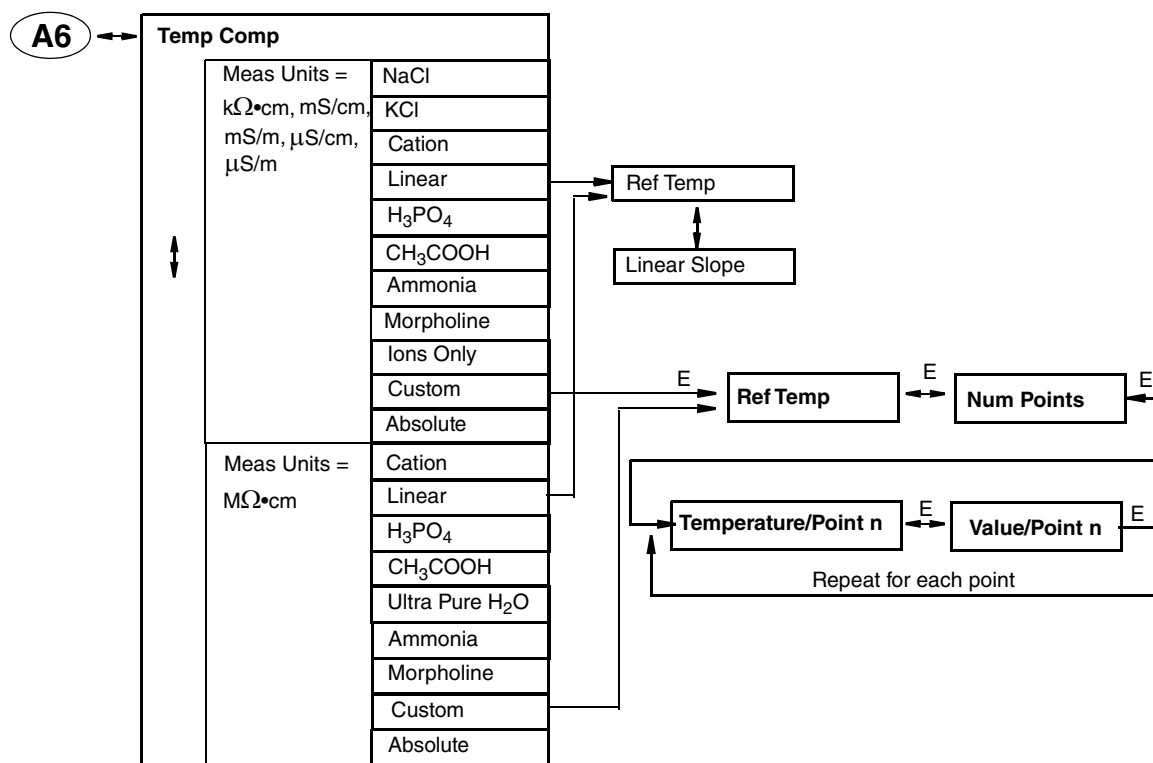 A6
Temp Comp
Meas Units =
kΩ•cm, mS/cm,
mS/m, μS/cm,
μS/m
NaCl
KCl
Cation
Linear
H₃PO₄
CH₃COOH
Ammonia
Morpholine
Ions Only
Custom
Absolute
Ref Temp
Linear Slope
E
Ref Temp
E
Num Points
E
Meas Units =
MΩ•cm
Cation
Linear
H₃PO₄
CH₃COOH
Ultra Pure H₂O
Ammonia
Morpholine
Custom
Absolute
Temperature/Point n
E
Value/Point n
E
Repeat for each point